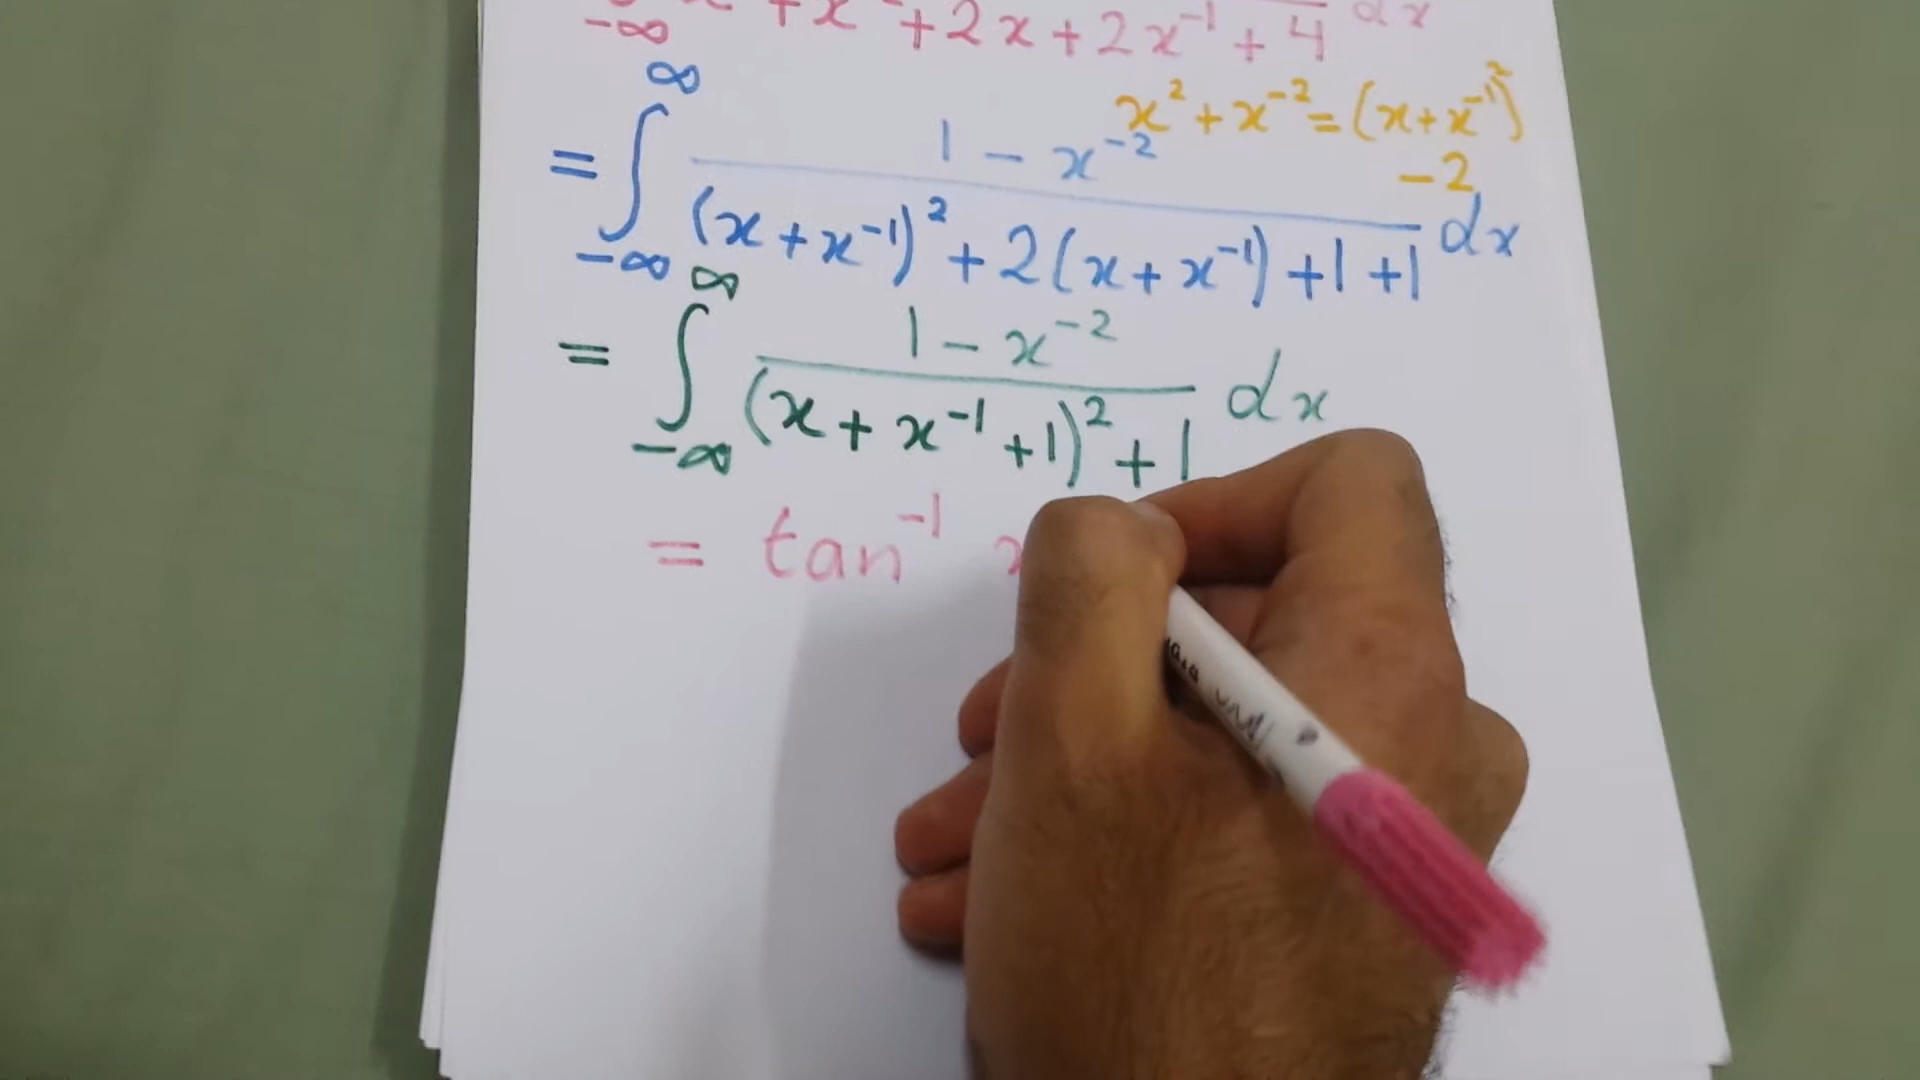 -∞ + x + 2x + 2x⁻¹ + 4 dx
x² + x⁻² = (x + x⁻¹)² - 2
= ∫_{-∞}^{∞} (1 - x⁻²) / ((x + x⁻¹)² + 2(x + x⁻¹) + 1 + 1) dx
= ∫_{-∞}^{∞} (1 - x⁻²) / ((x + x⁻¹ + 1)² + 1) dx
= tan⁻¹ x